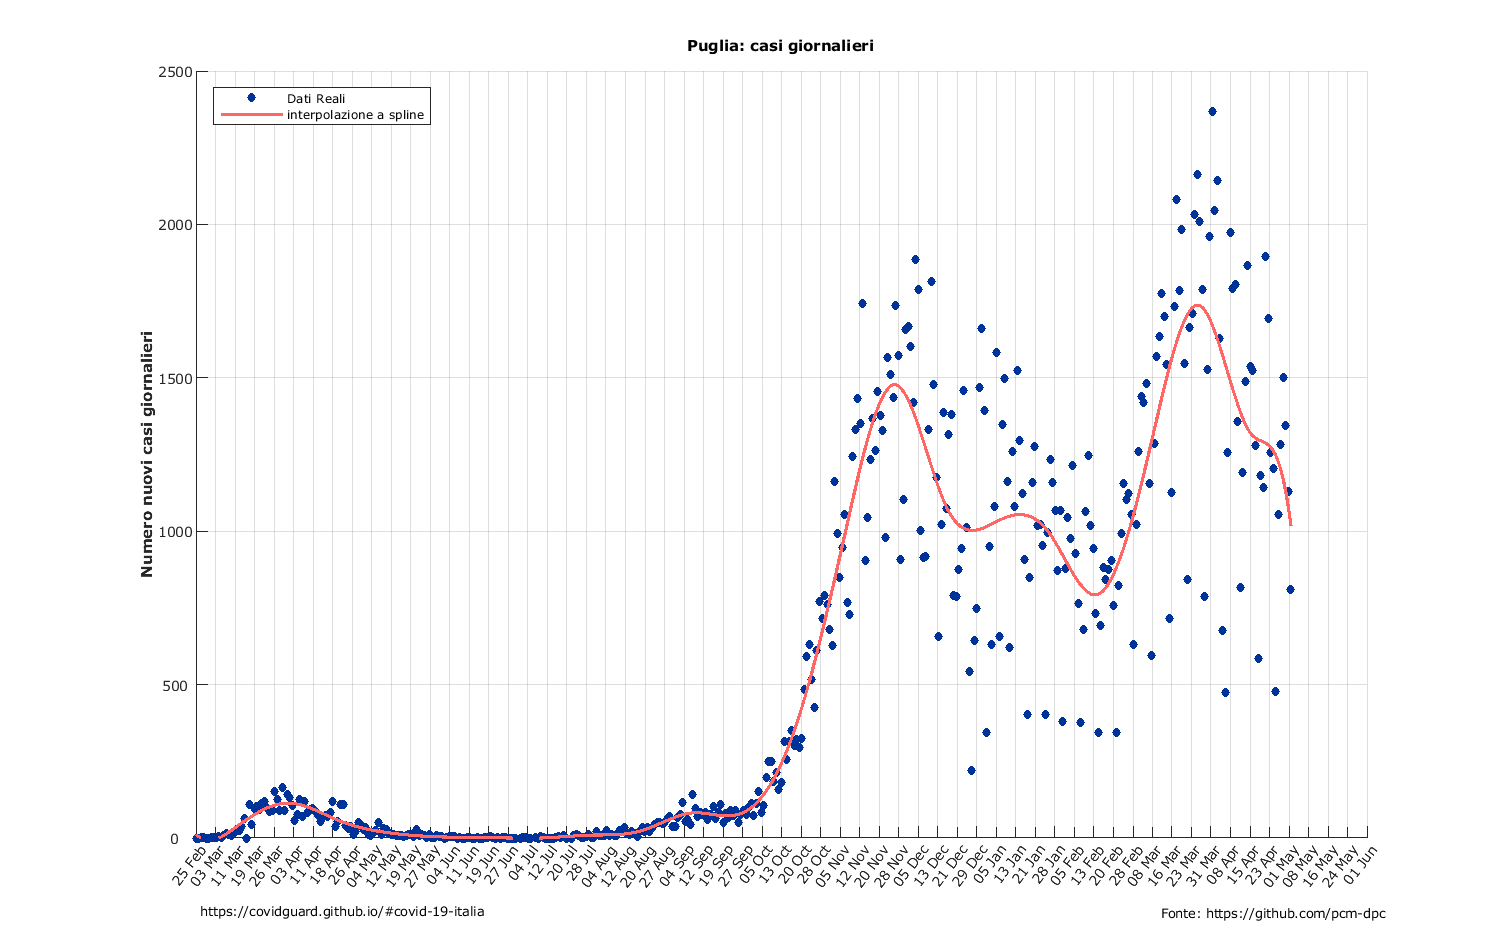 Puglia: casi giornalieri
2500
2000
1500
1000
500
0
Numero nuovi casi giornalieri
Dati Reali
interpolazione a spline
25 Feb
03 Mar
11 Mar
19 Mar
26 Mar
03 Apr
11 Apr
18 Apr
26 Apr
04 May
12 May
19 May
27 May
04 Jun
11 Jun
19 Jun
27 Jun
04 Jul
12 Jul
20 Jul
28 Jul
04 Aug
12 Aug
20 Aug
27 Aug
04 Sep
12 Sep
19 Sep
27 Sep
05 Oct
13 Oct
20 Oct
28 Oct
05 Nov
12 Nov
20 Nov
28 Nov
05 Dec
13 Dec
21 Dec
29 Dec
05 Jan
13 Jan
21 Jan
28 Jan
05 Feb
13 Feb
20 Feb
28 Feb
08 Mar
16 Mar
23 Mar
31 Mar
08 Apr
15 Apr
23 Apr
01 May
08 May
16 May
24 May
01 Jun
https://covidguard.github.io/#covid-19-italia
Fonte: https://github.com/pcm-dpc